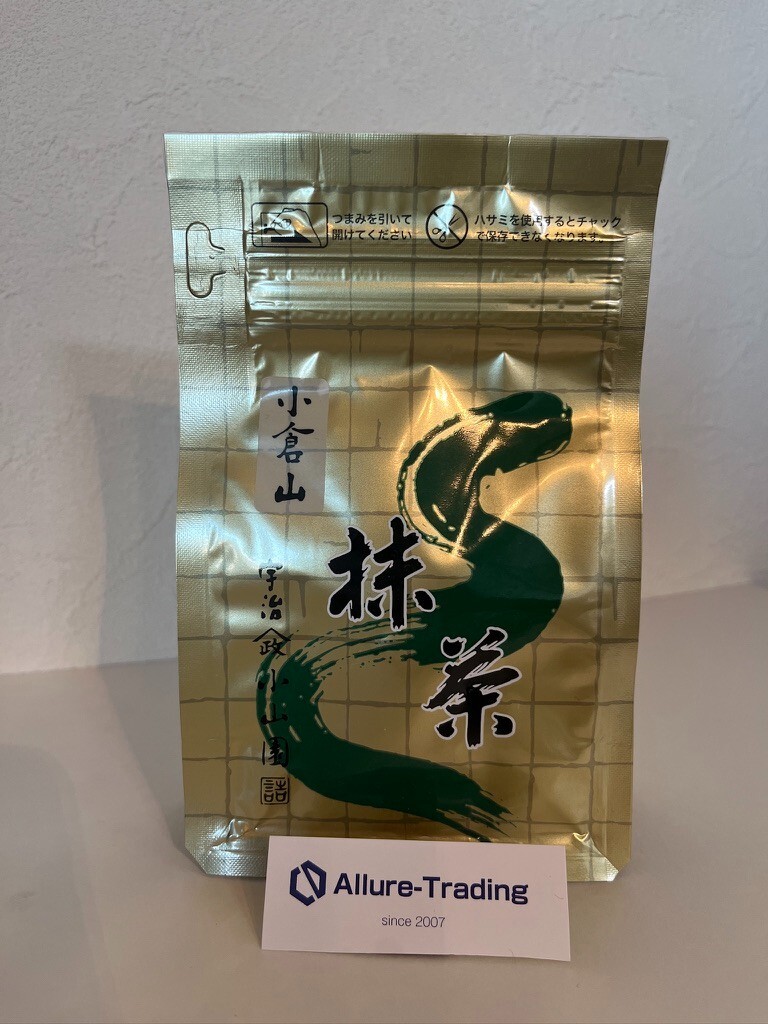 つまみを引いて
開けてください
ハサミを使用するとチャック
で保存できなくなります。
小倉山
抹茶
宇治
政
小山園
詰
Allure-Trading
since 2007